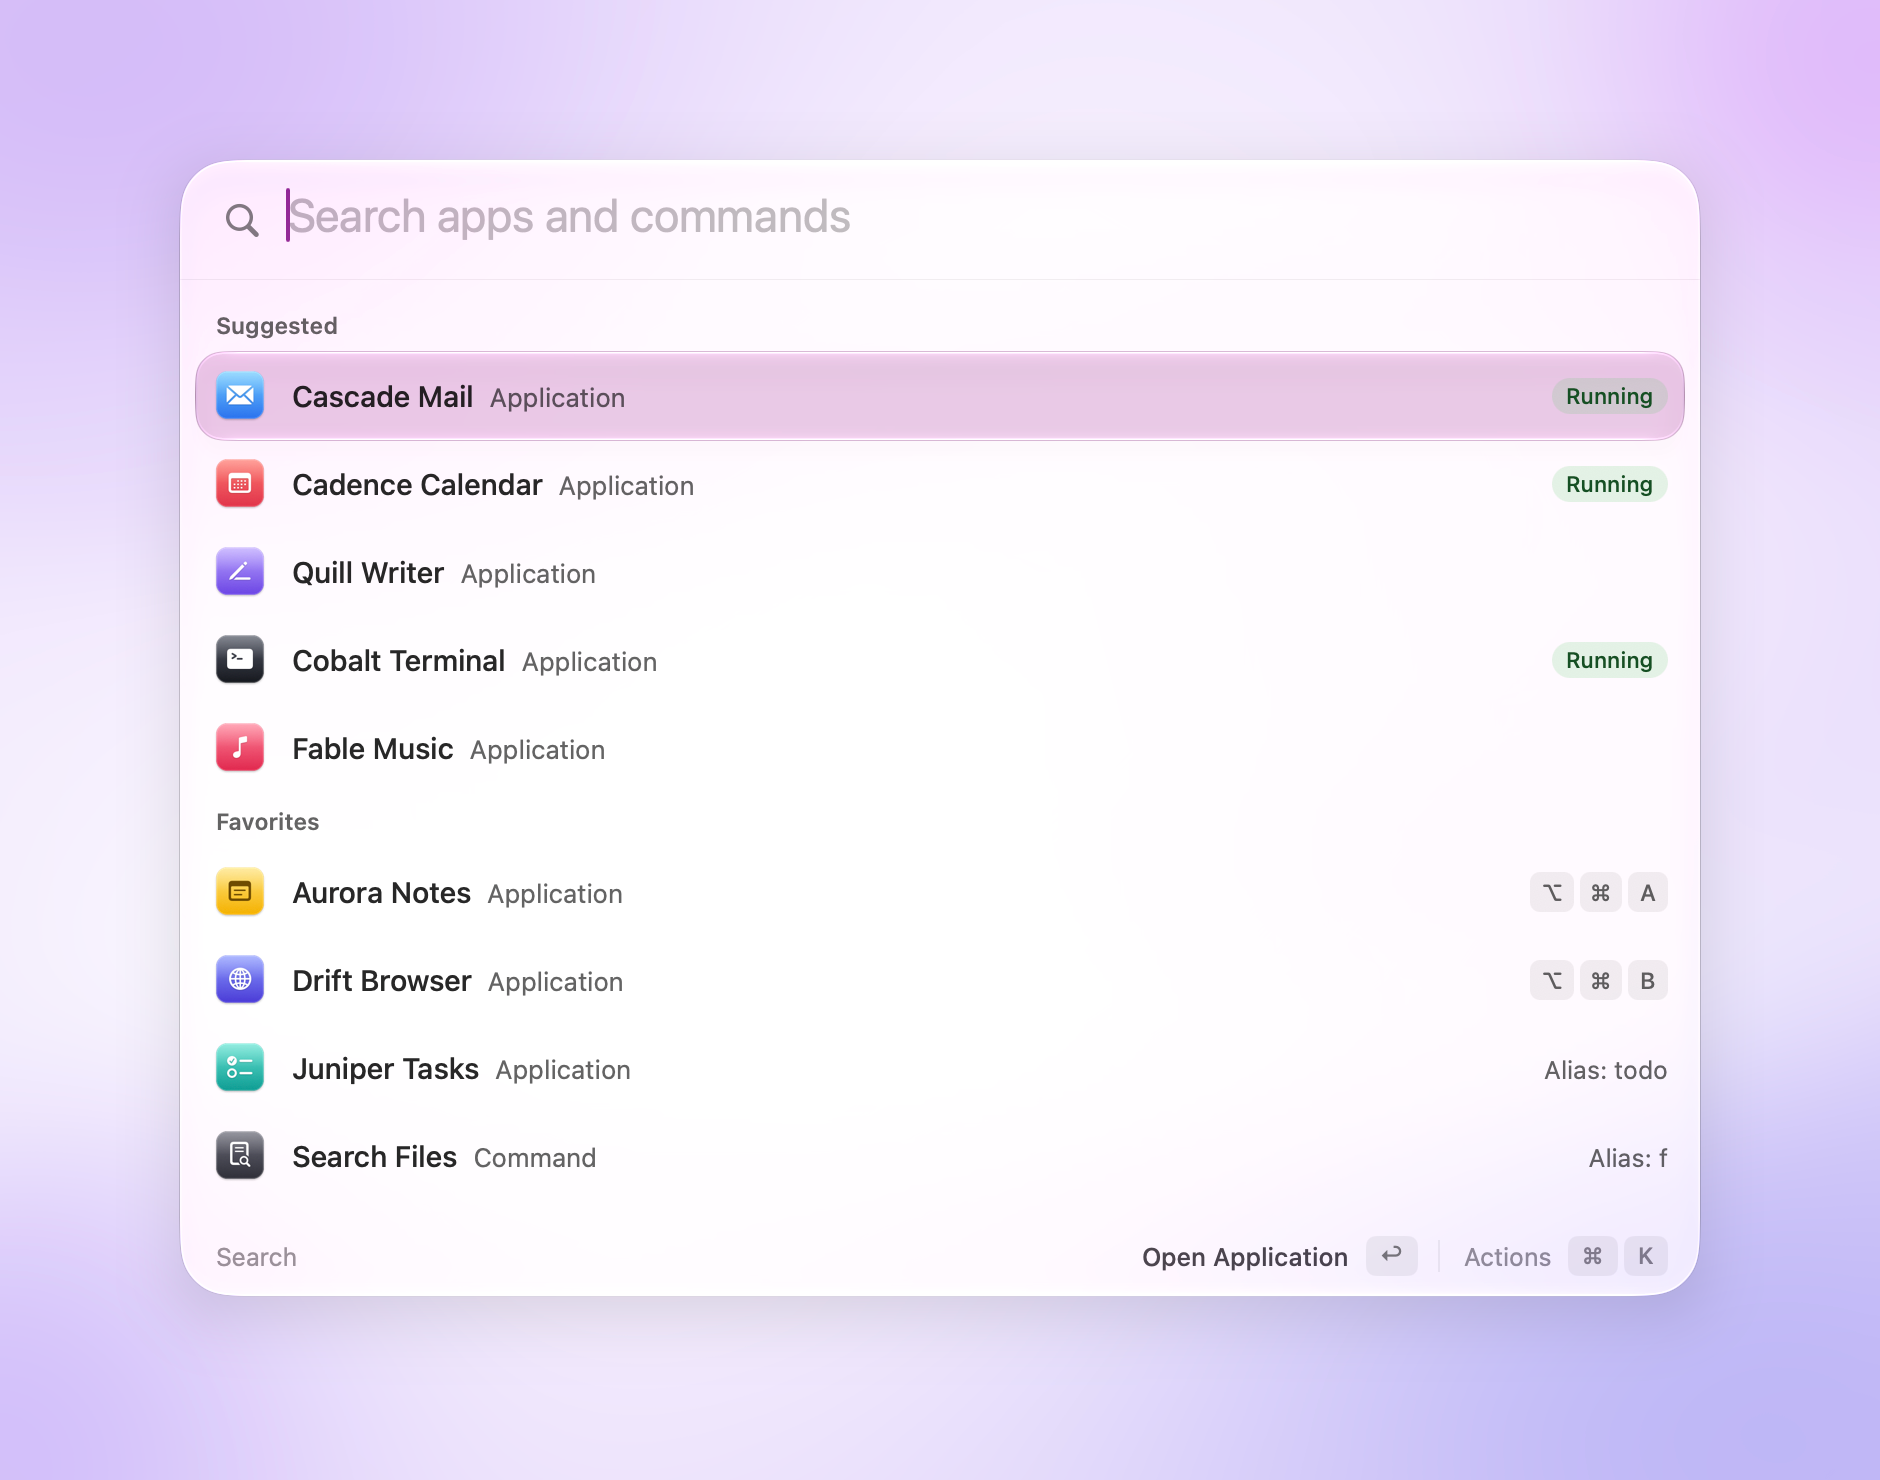 Search apps and commands
Suggested
Cascade Mail Application Running
Cadence Calendar Application Running
Quill Writer Application
Cobalt Terminal Application Running
Fable Music Application
Favorites
Aurora Notes Application ⌥ ⌘ A
Drift Browser Application ⌥ ⌘ B
Juniper Tasks Application Alias: todo
Search Files Command Alias: f
Search Open Application ↩ Actions ⌘ K